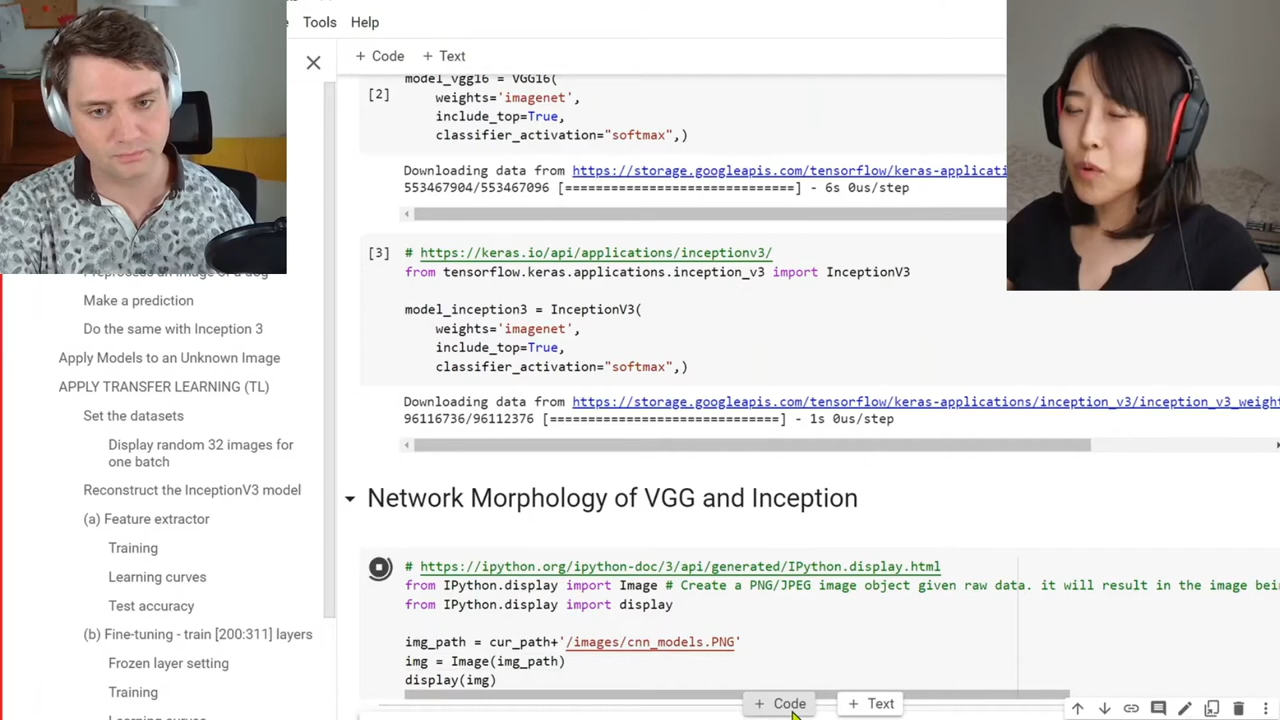 Tools Help
+ Code + Text
[2]
model_vgg16 = VGG16(
weights='imagenet',
include_top=True,
classifier_activation="softmax",)
Downloading data from https://storage.googleapis.com/tensorflow/keras-applicati
553467904/553467096 [==============================] - 6s 0us/step
[3]
# https://keras.io/api/applications/inceptionv3/
from tensorflow.keras.applications.inception_v3 import InceptionV3
model_inception3 = InceptionV3(
weights='imagenet',
include_top=True,
classifier_activation="softmax",)
Downloading data from https://storage.googleapis.com/tensorflow/keras-applications/inception_v3/inception_v3_weight
96116736/96112376 [==============================] - 1s 0us/step
Network Morphology of VGG and Inception
# https://ipython.org/ipython-doc/3/api/generated/IPython.display.html
from IPython.display import Image # Create a PNG/JPEG image object given raw data. it will result in the image bein
from IPython.display import display
img_path = cur_path+'/images/cnn_models.PNG'
img = Image(img_path)
display(img)
+ Code + Text
Preprocess an image of a dog
Make a prediction
Do the same with Inception 3
Apply Models to an Unknown Image
APPLY TRANSFER LEARNING (TL)
Set the datasets
Display random 32 images for
one batch
Reconstruct the InceptionV3 model
(a) Feature extractor
Training
Learning curves
Test accuracy
(b) Fine-tuning - train [200:311] layers
Frozen layer setting
Training
Learning curves